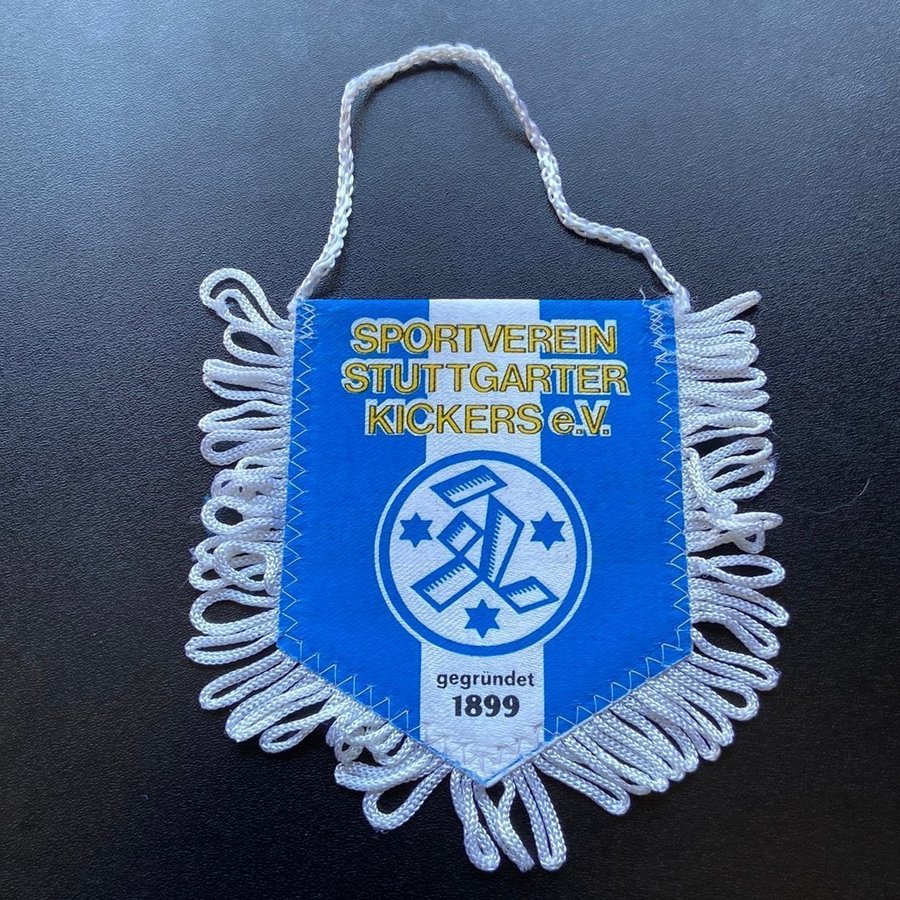 SPORTVEREIN
STUTTGARTER
KICKERS e.V.
gegründet
1899